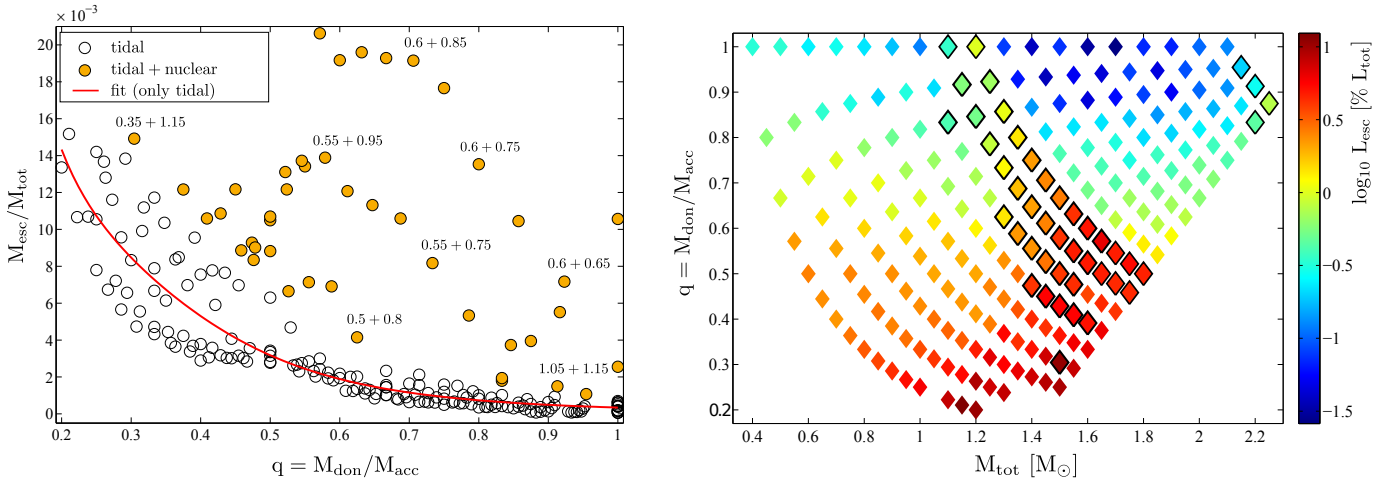 × 10⁻³
20
18
16
14
12
10
8
6
4
2
0
M_esc/M_tot
tidal
tidal + nuclear
fit (only tidal)
0.6 + 0.85
0.35 + 1.15
0.55 + 0.95
0.6 + 0.75
0.55 + 0.75
0.6 + 0.65
0.5 + 0.8
1.05 + 1.15
0.2 0.3 0.4 0.5 0.6 0.7 0.8 0.9 1
q = M_don/M_acc
1
0.9
0.8
0.7
0.6
0.5
0.4
0.3
0.2
q = M_don/M_acc
0.4 0.6 0.8 1 1.2 1.4 1.6 1.8 2 2.2
M_tot [M_⊙]
1
0.5
0
−0.5
−1
−1.5
log₁₀ L_esc [% L_tot]